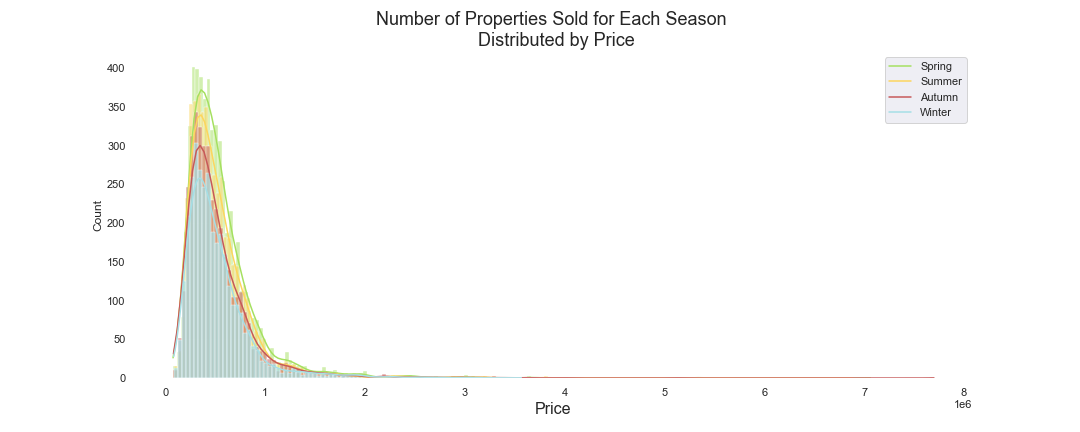 Number of Properties Sold for Each Season
Distributed by Price
Spring
Summer
Autumn
Winter
Count
400
350
300
250
200
150
100
50
0
0 1 2 3 4 5 6 7 8
1e6
Price